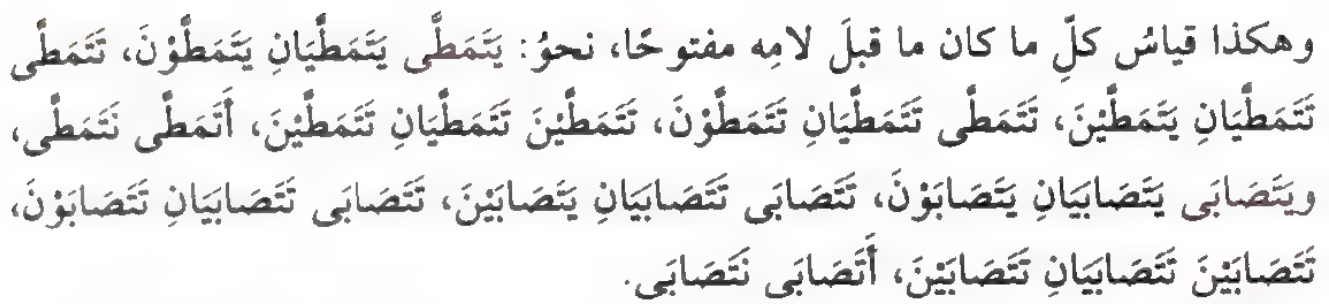 وهكذا قياسُ كلِّ ما كان ما قبلَ لامِه مفتوحًا، نحوُ: يَتَمَطَّى يَتَمَطَّيَانِ يَتَمَطَّوْنَ، تَتَمَطَّى
تَتَمَطَّيَانِ يَتَمَطَّيْنَ، تَتَمَطَّى تَتَمَطَّيَانِ تَتَمَطَّوْنَ، تَتَمَطَّيْنَ تَتَمَطَّيَانِ تَتَمَطَّيْنَ، أَتَمَطَّى نَتَمَطَّى،
ويَتَصَابَى يَتَصَابَيَانِ يَتَصَابَوْنَ، تَتَصَابَى تَتَصَابَيَانِ يَتَصَابَيْنَ، تَتَصَابَى تَتَصَابَيَانِ تَتَصَابَوْنَ،
تَتَصَابَيْنَ تَتَصَابَيَانِ تَتَصَابَيْنَ، أَتَصَابَى نَتَصَابَى.